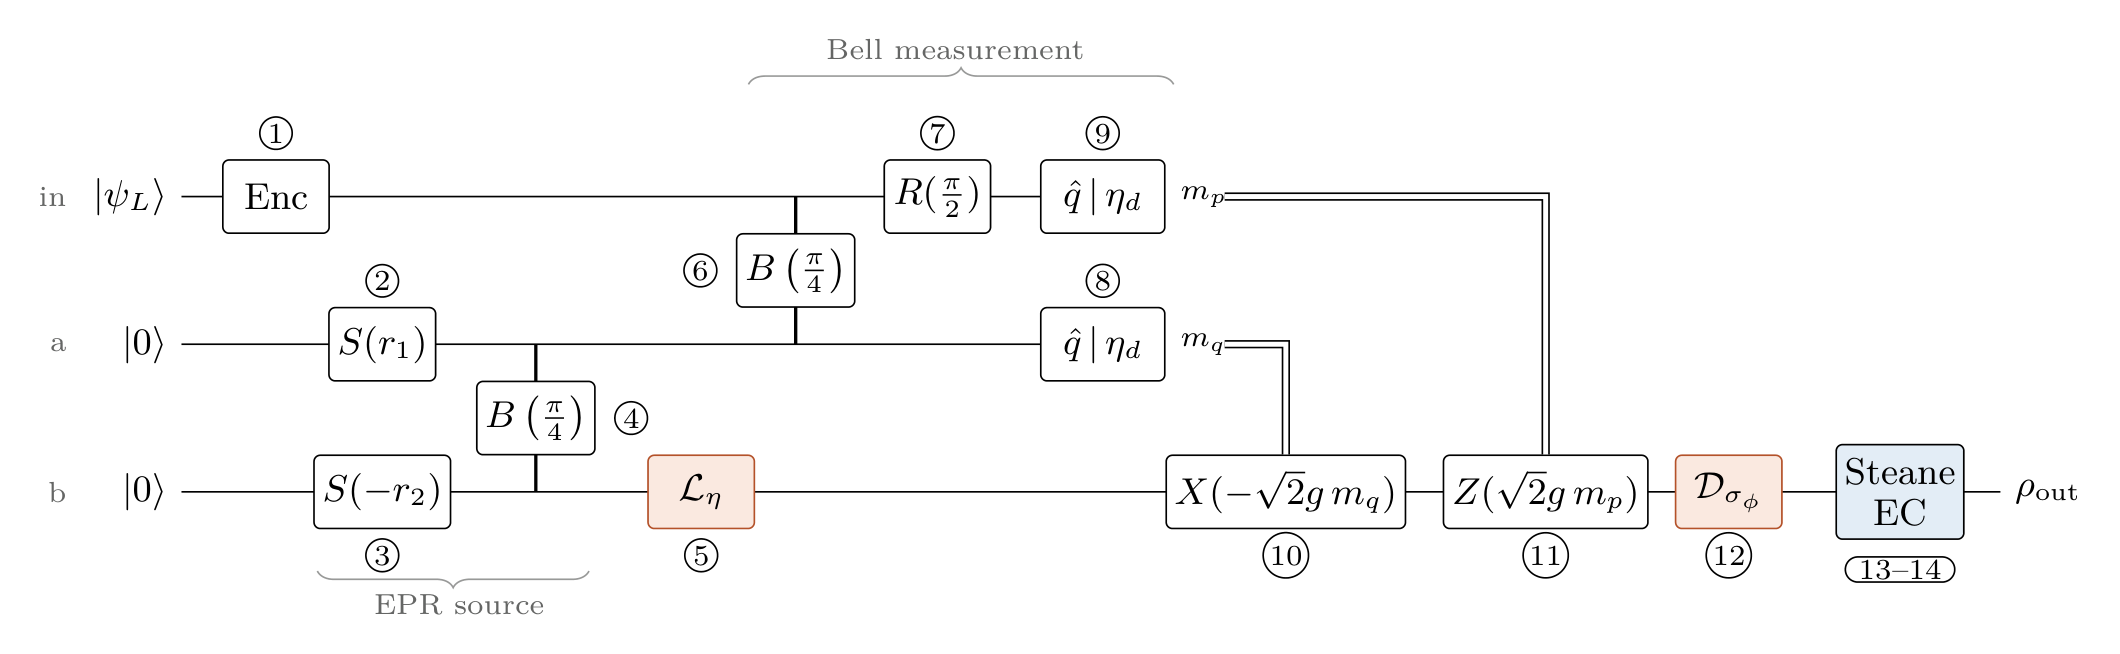 Bell measurement
① ⑦ ⑨
in |ψ_L⟩ Enc R(π/2) q̂ | η_d m_p
② ⑥ B(π/4) ⑧
a |0⟩ S(r₁) q̂ | η_d m_q
B(π/4) ④
b |0⟩ S(−r₂) ℒ_η X(−√2g m_q) Z(√2g m_p) 𝒟_{σ_ϕ} Steane EC ρ_out
③ ⑤ ⑩ ⑪ ⑫ 13–14
EPR source